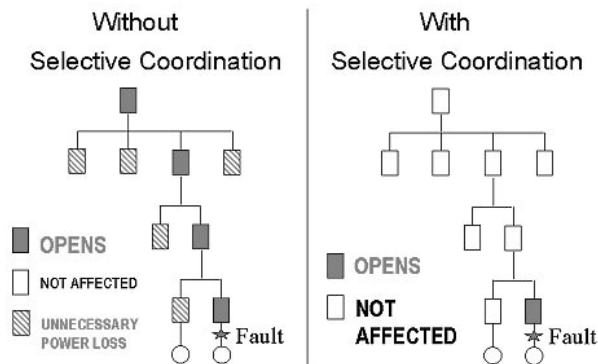 Without
Selective Coordination
OPENS
NOT AFFECTED
UNNECESSARY
POWER LOSS
Fault
With
Selective Coordination
OPENS
NOT
AFFECTED
Fault